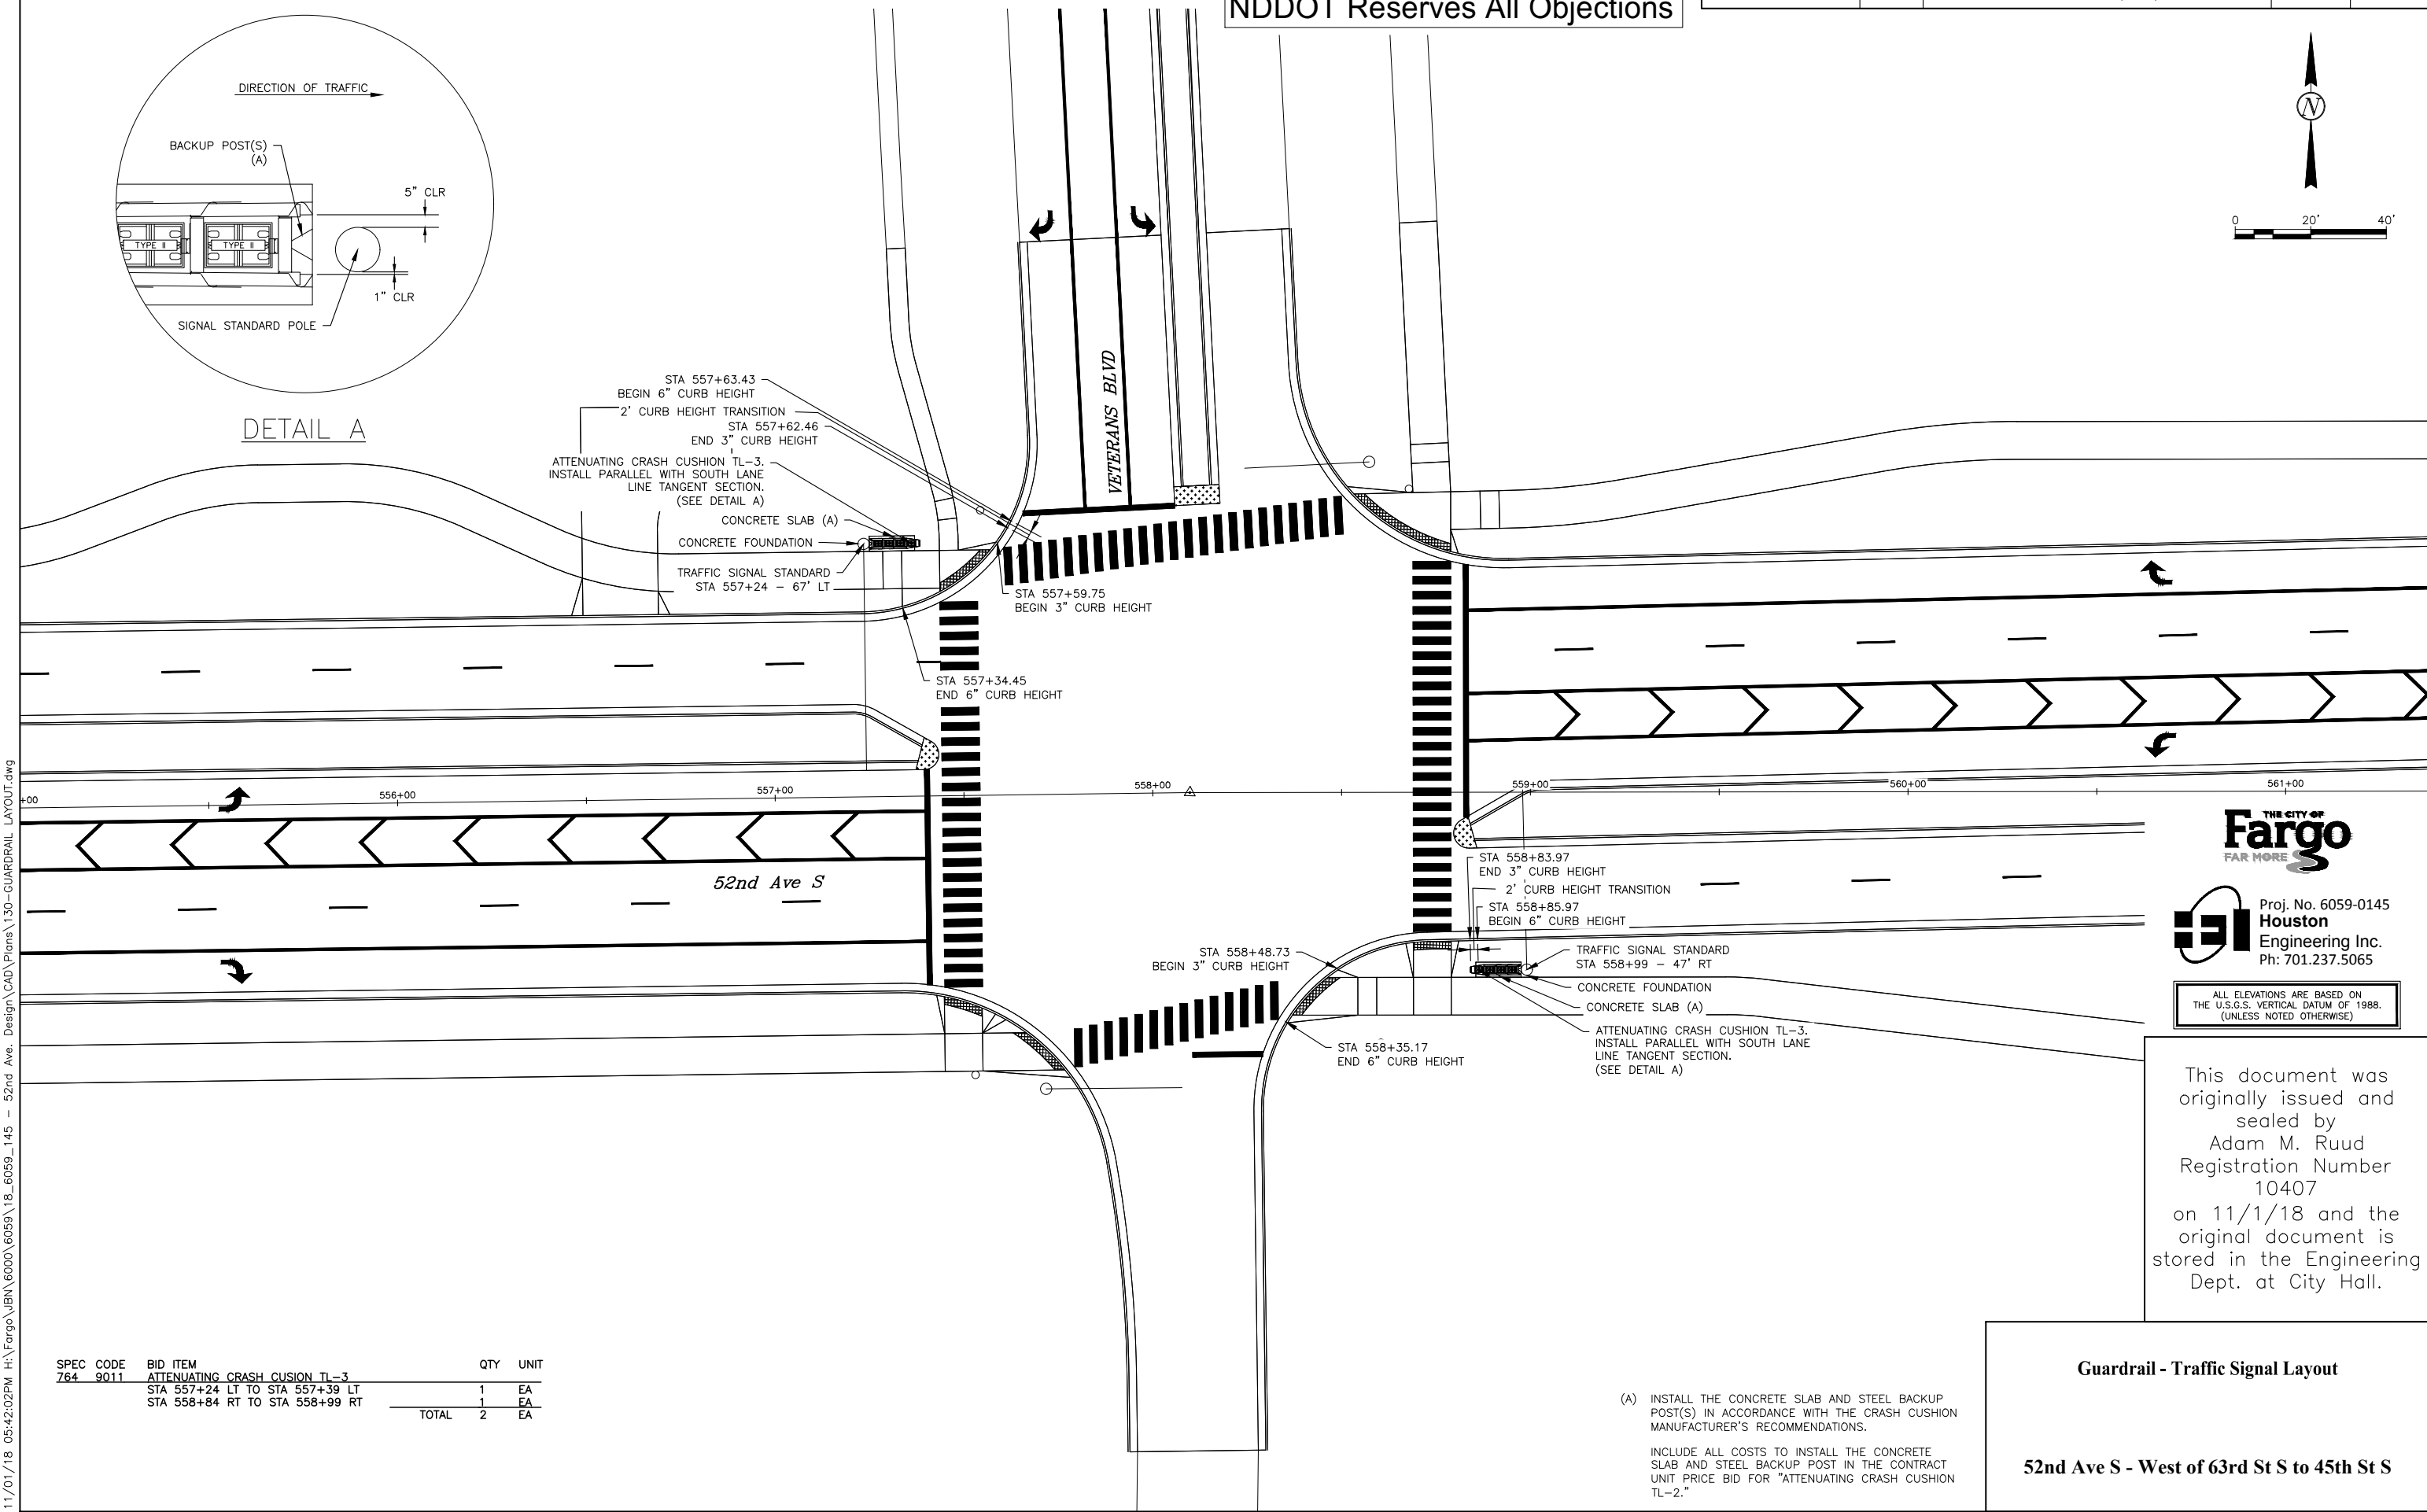 NDDOT Reserves All Objections
DIRECTION OF TRAFFIC
BACKUP POST(S)
(A)
5" CLR
TYPE II
TYPE II
1" CLR
SIGNAL STANDARD POLE
DETAIL A
N
0 20' 40'
STA 557+63.43
BEGIN 6" CURB HEIGHT
2' CURB HEIGHT TRANSITION
STA 557+62.46
END 3" CURB HEIGHT
ATTENUATING CRASH CUSHION TL-3.
INSTALL PARALLEL WITH SOUTH LANE
LINE TANGENT SECTION.
(SEE DETAIL A)
CONCRETE SLAB (A)
CONCRETE FOUNDATION
TRAFFIC SIGNAL STANDARD
STA 557+24 - 67' LT
VETERANS BLVD
STA 557+59.75
BEGIN 3" CURB HEIGHT
STA 557+34.45
END 6" CURB HEIGHT
+00
556+00
557+00
558+00
559+00
560+00
561+00
52nd Ave S
STA 558+83.97
END 3" CURB HEIGHT
2' CURB HEIGHT TRANSITION
STA 558+85.97
BEGIN 6" CURB HEIGHT
STA 558+48.73
BEGIN 3" CURB HEIGHT
TRAFFIC SIGNAL STANDARD
STA 558+99 - 47' RT
CONCRETE FOUNDATION
CONCRETE SLAB (A)
ATTENUATING CRASH CUSHION TL-3.
INSTALL PARALLEL WITH SOUTH LANE
LINE TANGENT SECTION.
(SEE DETAIL A)
STA 558+35.17
END 6" CURB HEIGHT
THE CITY OF
Fargo
FAR MORE
Proj. No. 6059-0145
Houston
Engineering Inc.
Ph: 701.237.5065
ALL ELEVATIONS ARE BASED ON
THE U.S.G.S. VERTICAL DATUM OF 1988.
(UNLESS NOTED OTHERWISE)
This document was
originally issued and
sealed by
Adam M. Ruud
Registration Number
10407
on 11/1/18 and the
original document is
stored in the Engineering
Dept. at City Hall.
SPEC CODE BID ITEM QTY UNIT
764 9011 ATTENUATING CRASH CUSION TL-3
STA 557+24 LT TO STA 557+39 LT 1 EA
STA 558+84 RT TO STA 558+99 RT 1 EA
TOTAL 2 EA
(A) INSTALL THE CONCRETE SLAB AND STEEL BACKUP
POST(S) IN ACCORDANCE WITH THE CRASH CUSHION
MANUFACTURER'S RECOMMENDATIONS.
INCLUDE ALL COSTS TO INSTALL THE CONCRETE
SLAB AND STEEL BACKUP POST IN THE CONTRACT
UNIT PRICE BID FOR "ATTENUATING CRASH CUSHION
TL-2."
Guardrail - Traffic Signal Layout
52nd Ave S - West of 63rd St S to 45th St S
11/01/18 05:42:02PM H:\Fargo\JBN\6000\6059\18_6059_145 - 52nd Ave. Design\CAD\Plans\130-GUARDRAIL LAYOUT.dwg